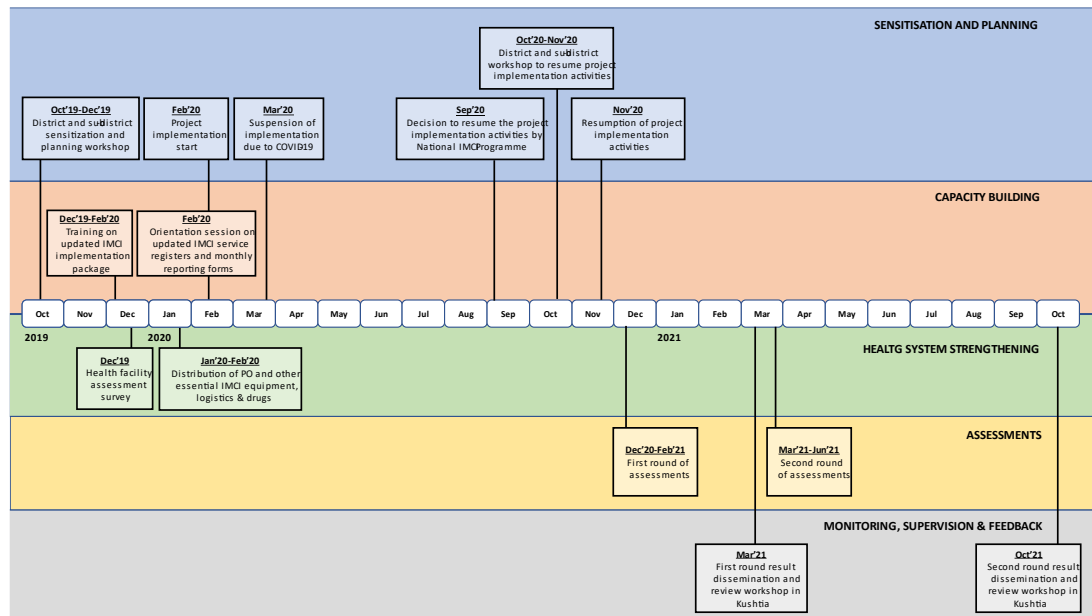 SENSITISATION AND PLANNING
Oct'20-Nov'20
District and sub-district
workshop to resume project
implementation activities
Oct'19-Dec'19
District and sub-district
sensitization and
planning workshop
Feb'20
Project
implementation
start
Mar'20
Suspension of
implementation
due to COVID-19
Sep'20
Decision to resume the project
implementation activities by
National IMCI Programme
Nov'20
Resumption of project
implementation
activities
CAPACITY BUILDING
Dec'19-Feb'20
Training on
updated IMCI
implementation
package
Feb'20
Orientation session on
updated IMCI service
registers and monthly
reporting forms
Oct Nov Dec Jan Feb Mar Apr May Jun Jul Aug Sep Oct Nov Dec Jan Feb Mar Apr May Jun Jul Aug Sep Oct
2019 2020 2021
HEALTG SYSTEM STRENGTHENING
Dec'19
Health facility
assessment
survey
Jan'20-Feb'20
Distribution of PO and other
essential IMCI equipment,
logistics & drugs
ASSESSMENTS
Dec'20-Feb'21
First round of
assessments
Mar'21-Jun'21
Second round
of assessments
MONITORING, SUPERVISION & FEEDBACK
Mar'21
First round result
dissemination and
review workshop in
Kushtia
Oct'21
Second round result
dissemination and
review workshop in
Kushtia